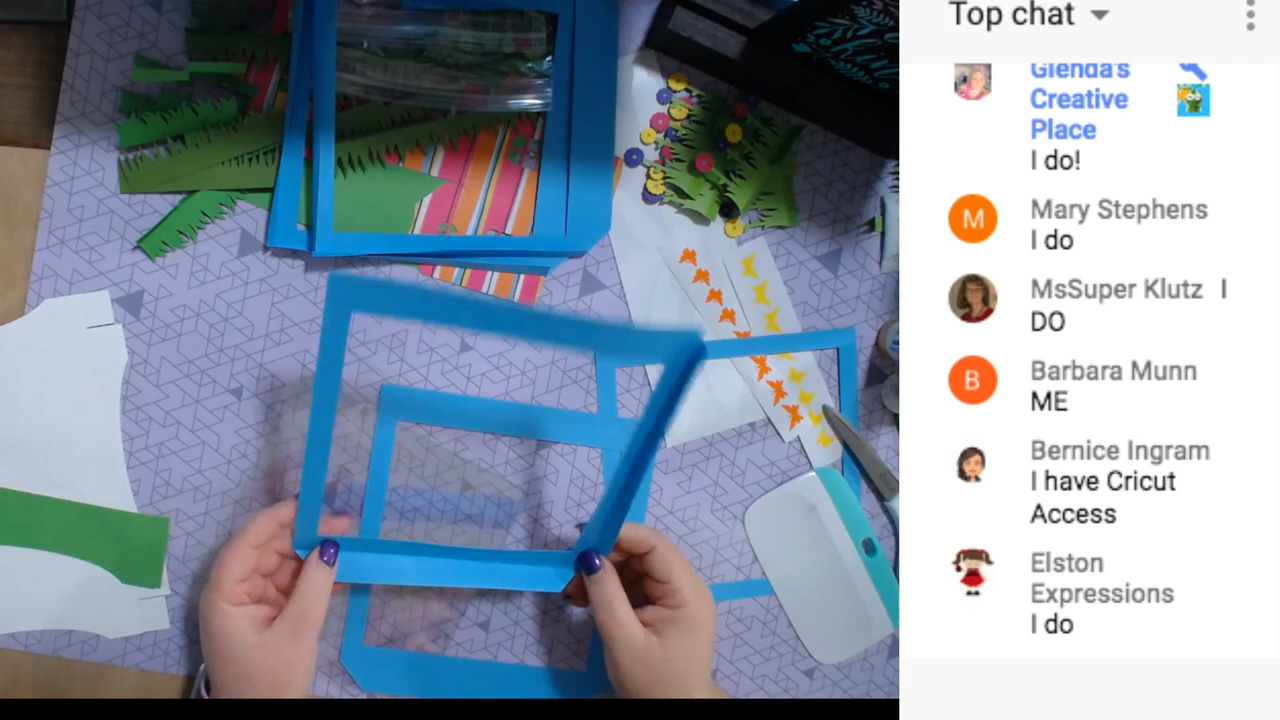 Top chat
Glenda's
Creative
Place
I do!
M
Mary Stephens
I do
MsSuper Klutz I
DO
B
Barbara Munn
ME
Bernice Ingram
I have Cricut
Access
Elston
Expressions
I do